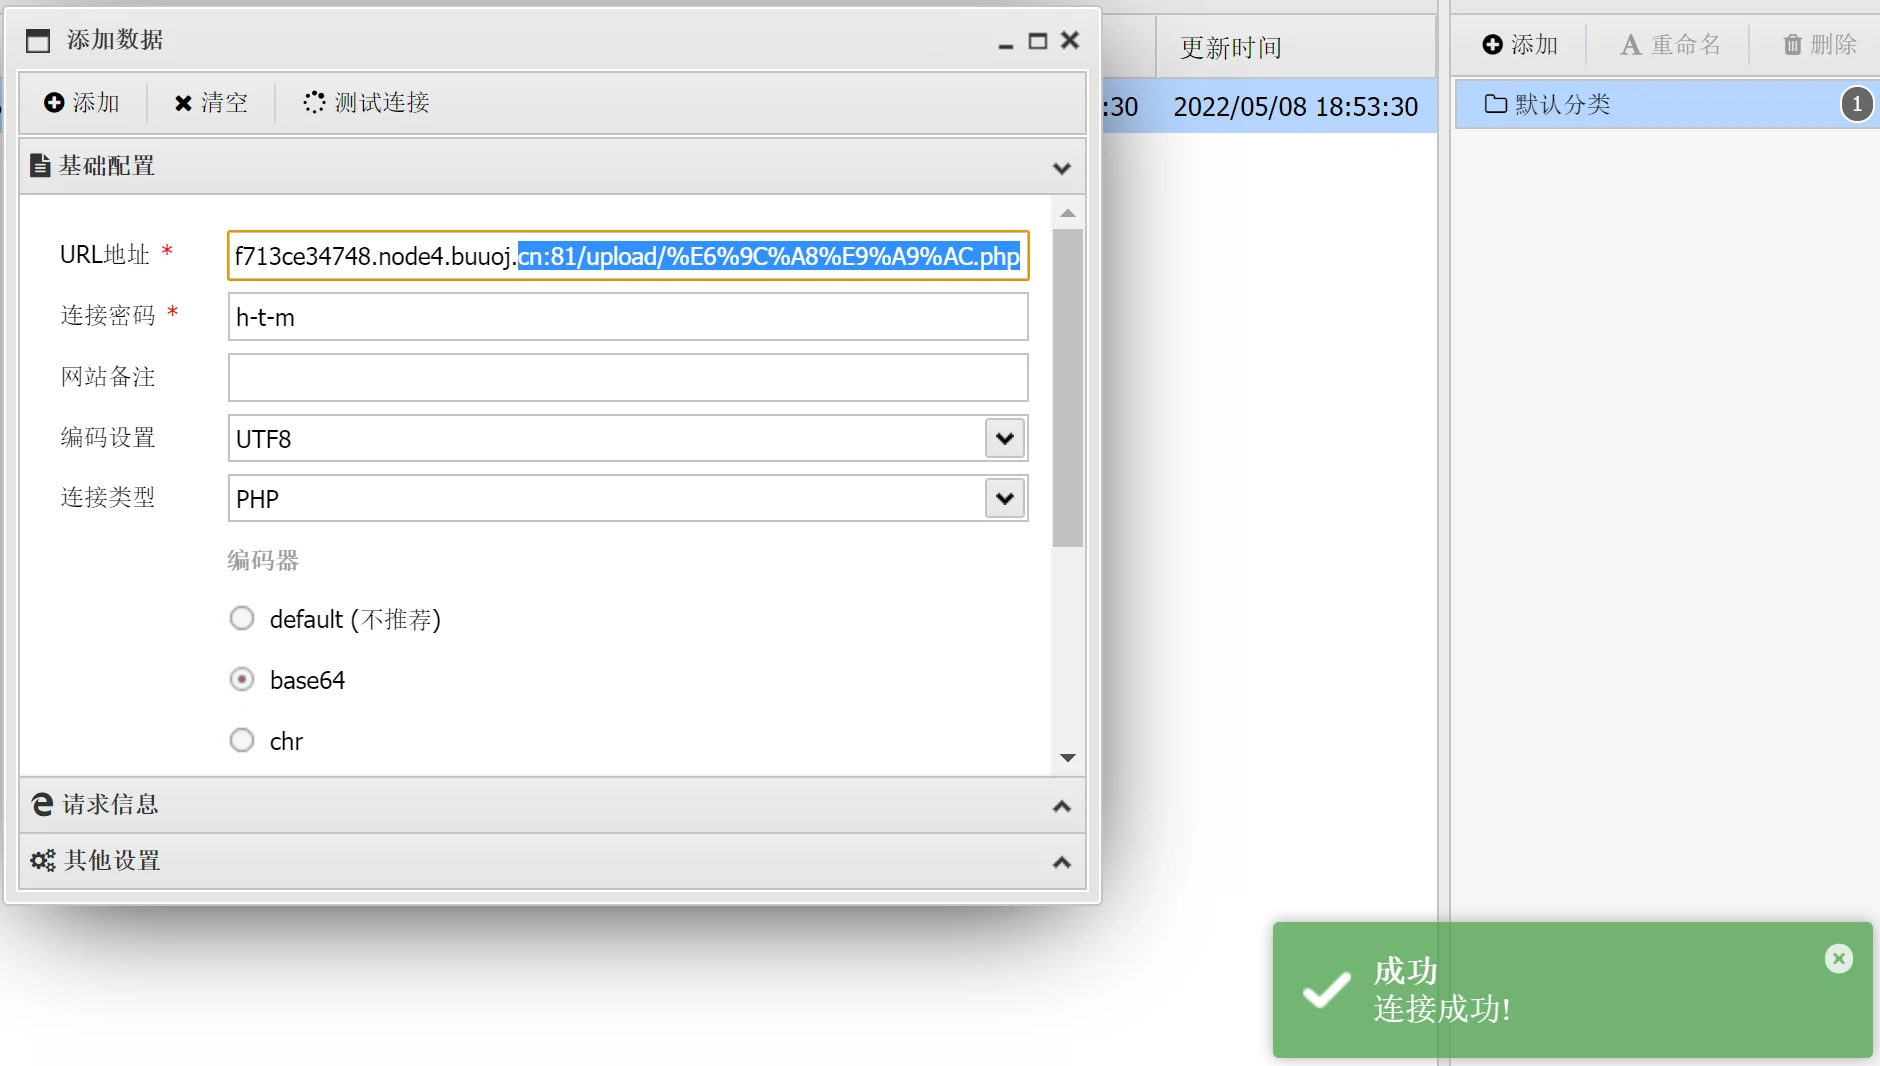 添加数据
添加 清空 测试连接
基础配置
URL地址 * f713ce34748.node4.buuoj.cn:81/upload/%E6%9C%A8%E9%A9%AC.php
连接密码 * h-t-m
网站备注
编码设置 UTF8
连接类型 PHP
编码器
default (不推荐)
base64
chr
请求信息
其他设置
更新时间
:30 2022/05/08 18:53:30
添加 A 重命名 删除
默认分类 1
成功
连接成功!